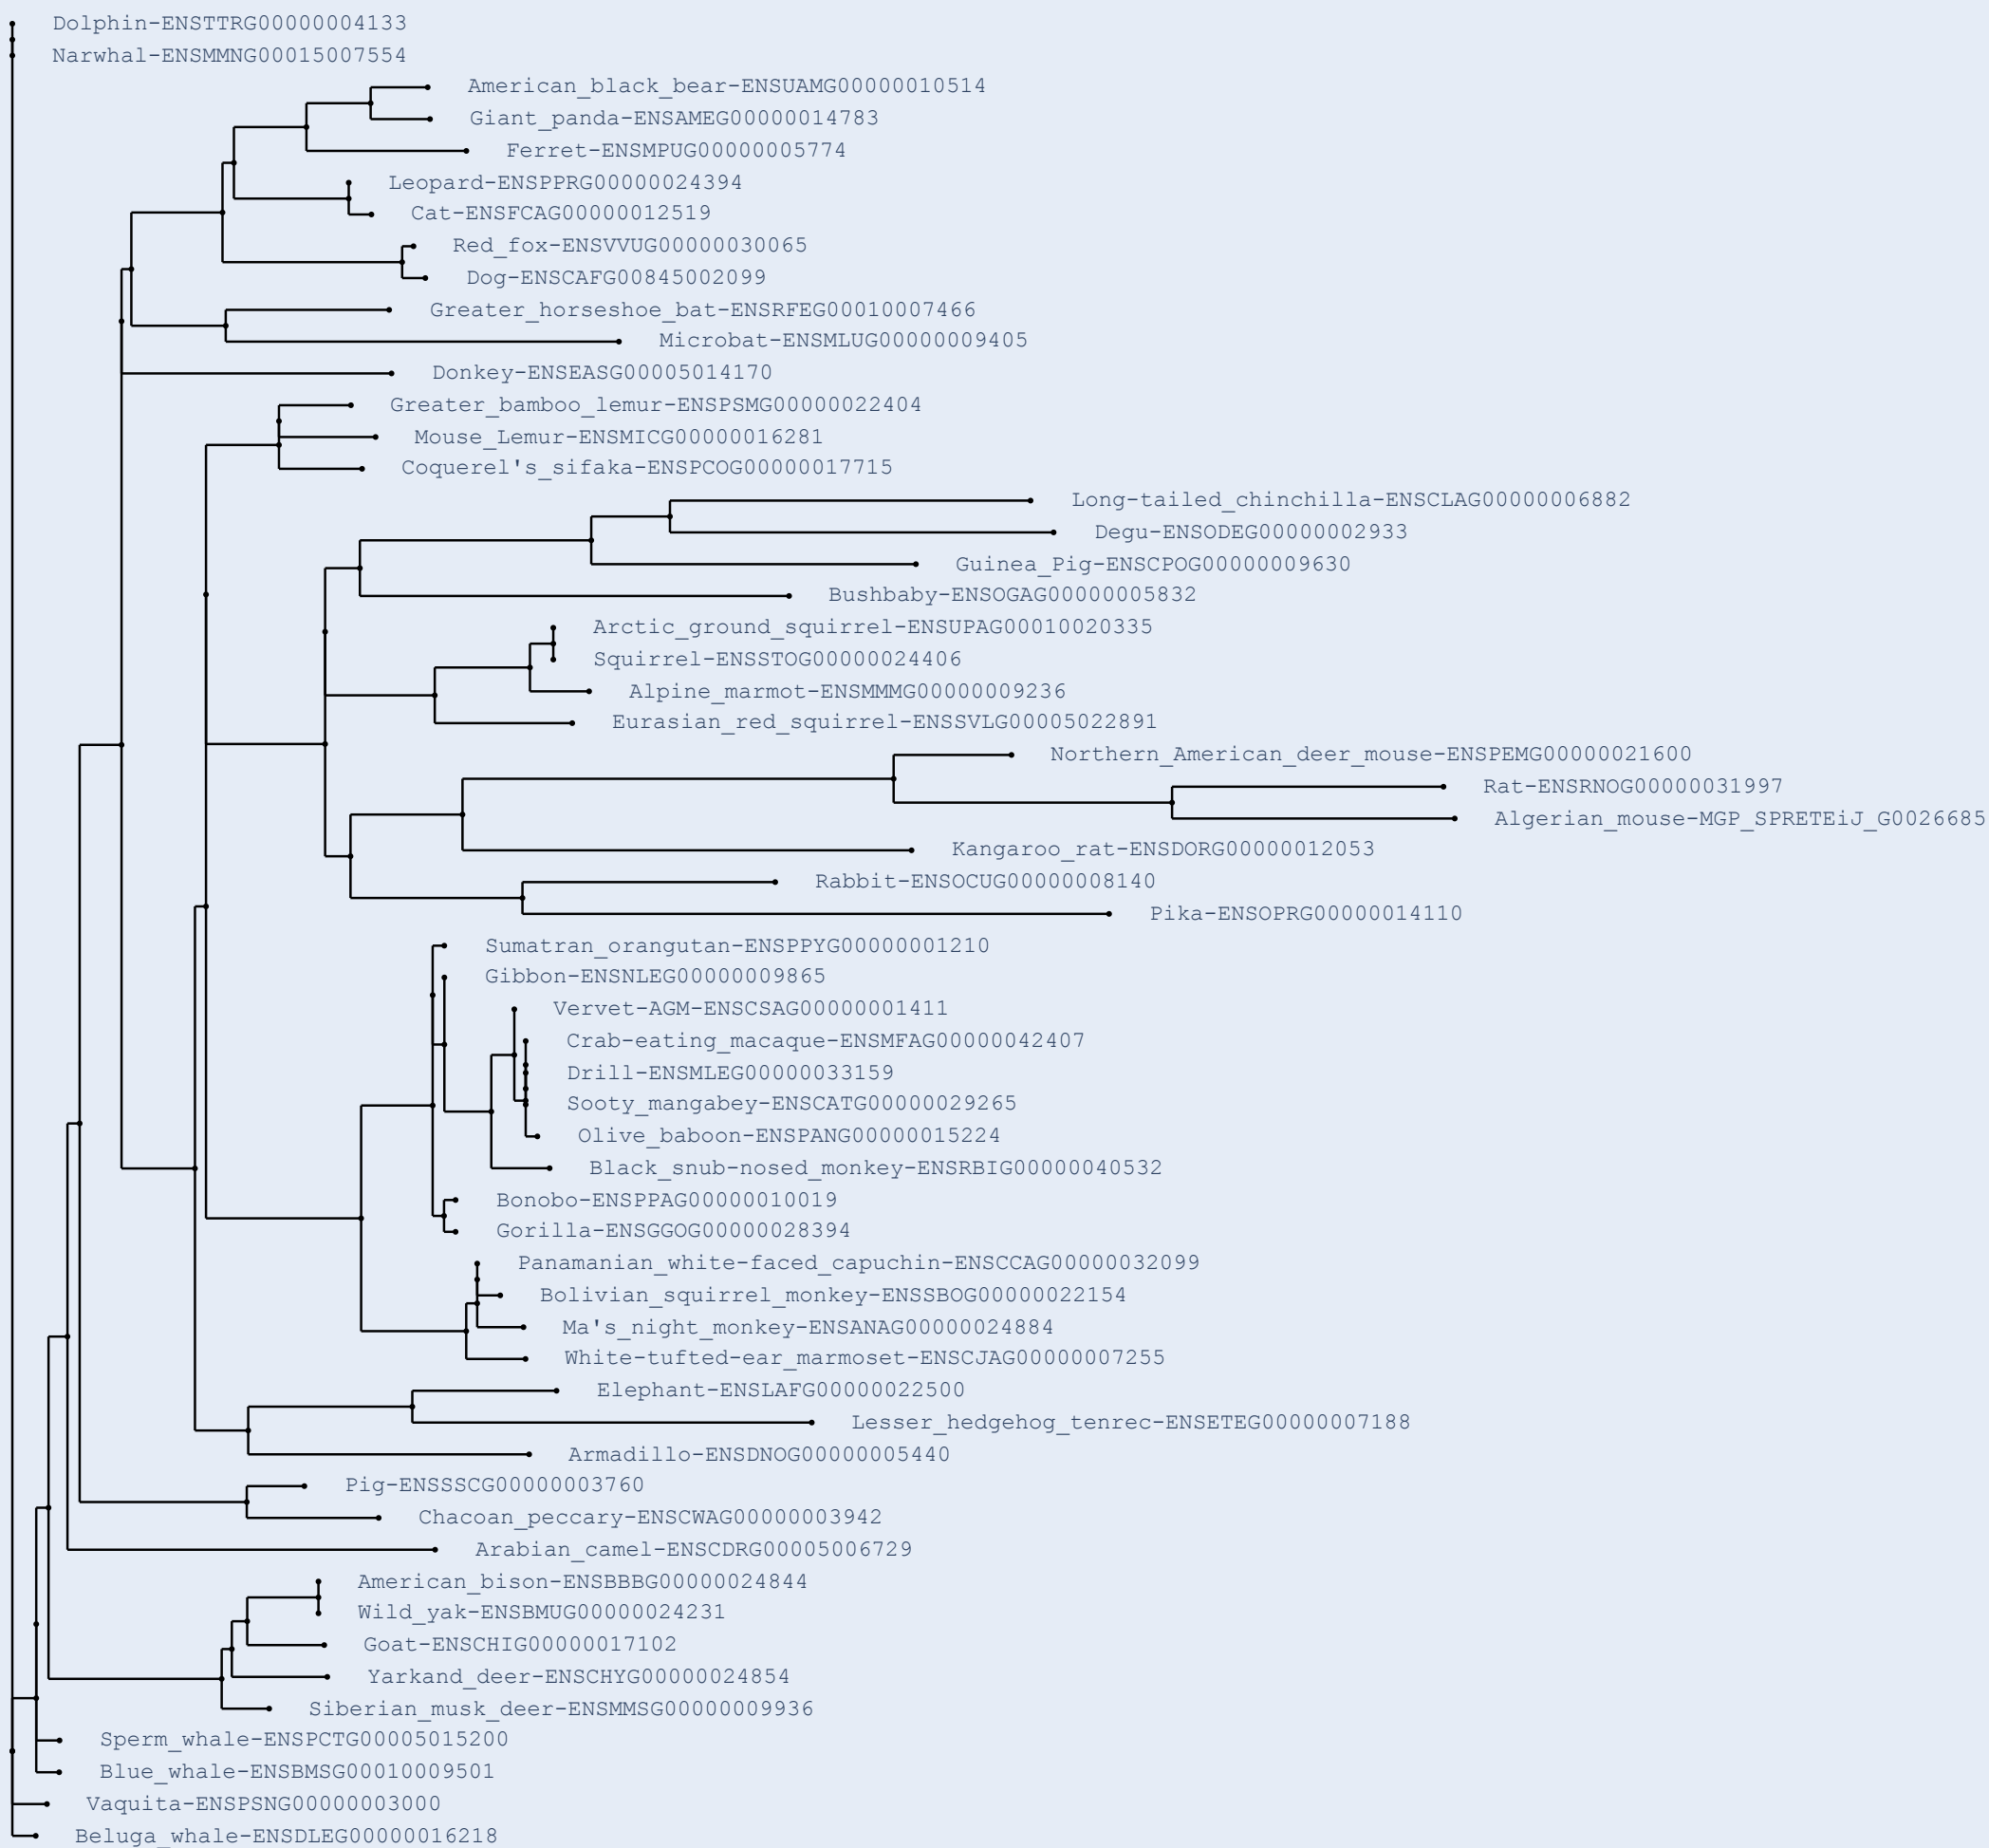 Dolphin-ENSTTRG00000004133
Narwhal-ENSMMNG00015007554
American_black_bear-ENSUAMG00000010514
Giant_panda-ENSAMEG00000014783
Ferret-ENSMPUG00000005774
Leopard-ENSPPRG00000024394
Cat-ENSFCAG00000012519
Red_fox-ENSVVUG00000030065
Dog-ENSCAFG00845002099
Greater_horseshoe_bat-ENSRFEG00010007466
Microbat-ENSMLUG00000009405
Donkey-ENSEASG00005014170
Greater_bamboo_lemur-ENSPSMG00000022404
Mouse_Lemur-ENSMICG00000016281
Coquerel's_sifaka-ENSPCOG00000017715
Long-tailed_chinchilla-ENSCLAG00000006882
Degu-ENSODEG00000002933
Guinea_Pig-ENSCPOG00000009630
Bushbaby-ENSOGAG00000005832
Arctic_ground_squirrel-ENSUPAG00010020335
Squirrel-ENSSTOG00000024406
Alpine_marmot-ENSMMMG00000009236
Eurasian_red_squirrel-ENSSVLG00005022891
Northern_American_deer_mouse-ENSPEMG00000021600
Rat-ENSRNOG00000031997
Algerian_mouse-MGP_SPRETEiJ_G0026685
Kangaroo_rat-ENSDORG00000012053
Rabbit-ENSOCUG00000008140
Pika-ENSOPRG00000014110
Sumatran_orangutan-ENSPPYG00000001210
Gibbon-ENSNLEG00000009865
Vervet-AGM-ENSCSAG00000001411
Crab-eating_macaque-ENSMFAG00000042407
Drill-ENSMLEG00000033159
Sooty_mangabey-ENSCATG00000029265
Olive_baboon-ENSPANG00000015224
Black_snub-nosed_monkey-ENSRBIG00000040532
Bonobo-ENSPPAG00000010019
Gorilla-ENSGGOG00000028394
Panamanian_white-faced_capuchin-ENSCCAG00000032099
Bolivian_squirrel_monkey-ENSSBOG00000022154
Ma's_night_monkey-ENSANAG00000024884
White-tufted-ear_marmoset-ENSCJAG00000007255
Elephant-ENSLAFG00000022500
Lesser_hedgehog_tenrec-ENSETEG00000007188
Armadillo-ENSDNOG00000005440
Pig-ENSSSCG00000003760
Chacoan_peccary-ENSCWAG00000003942
Arabian_camel-ENSCDRG00005006729
American_bison-ENSBBBG00000024844
Wild_yak-ENSBMUG00000024231
Goat-ENSCHIG00000017102
Yarkand_deer-ENSCHYG00000024854
Siberian_musk_deer-ENSMMSG00000009936
Sperm_whale-ENSPCTG00005015200
Blue_whale-ENSBMSG00010009501
Vaquita-ENSPSNG00000003000
Beluga_whale-ENSDLEG00000016218